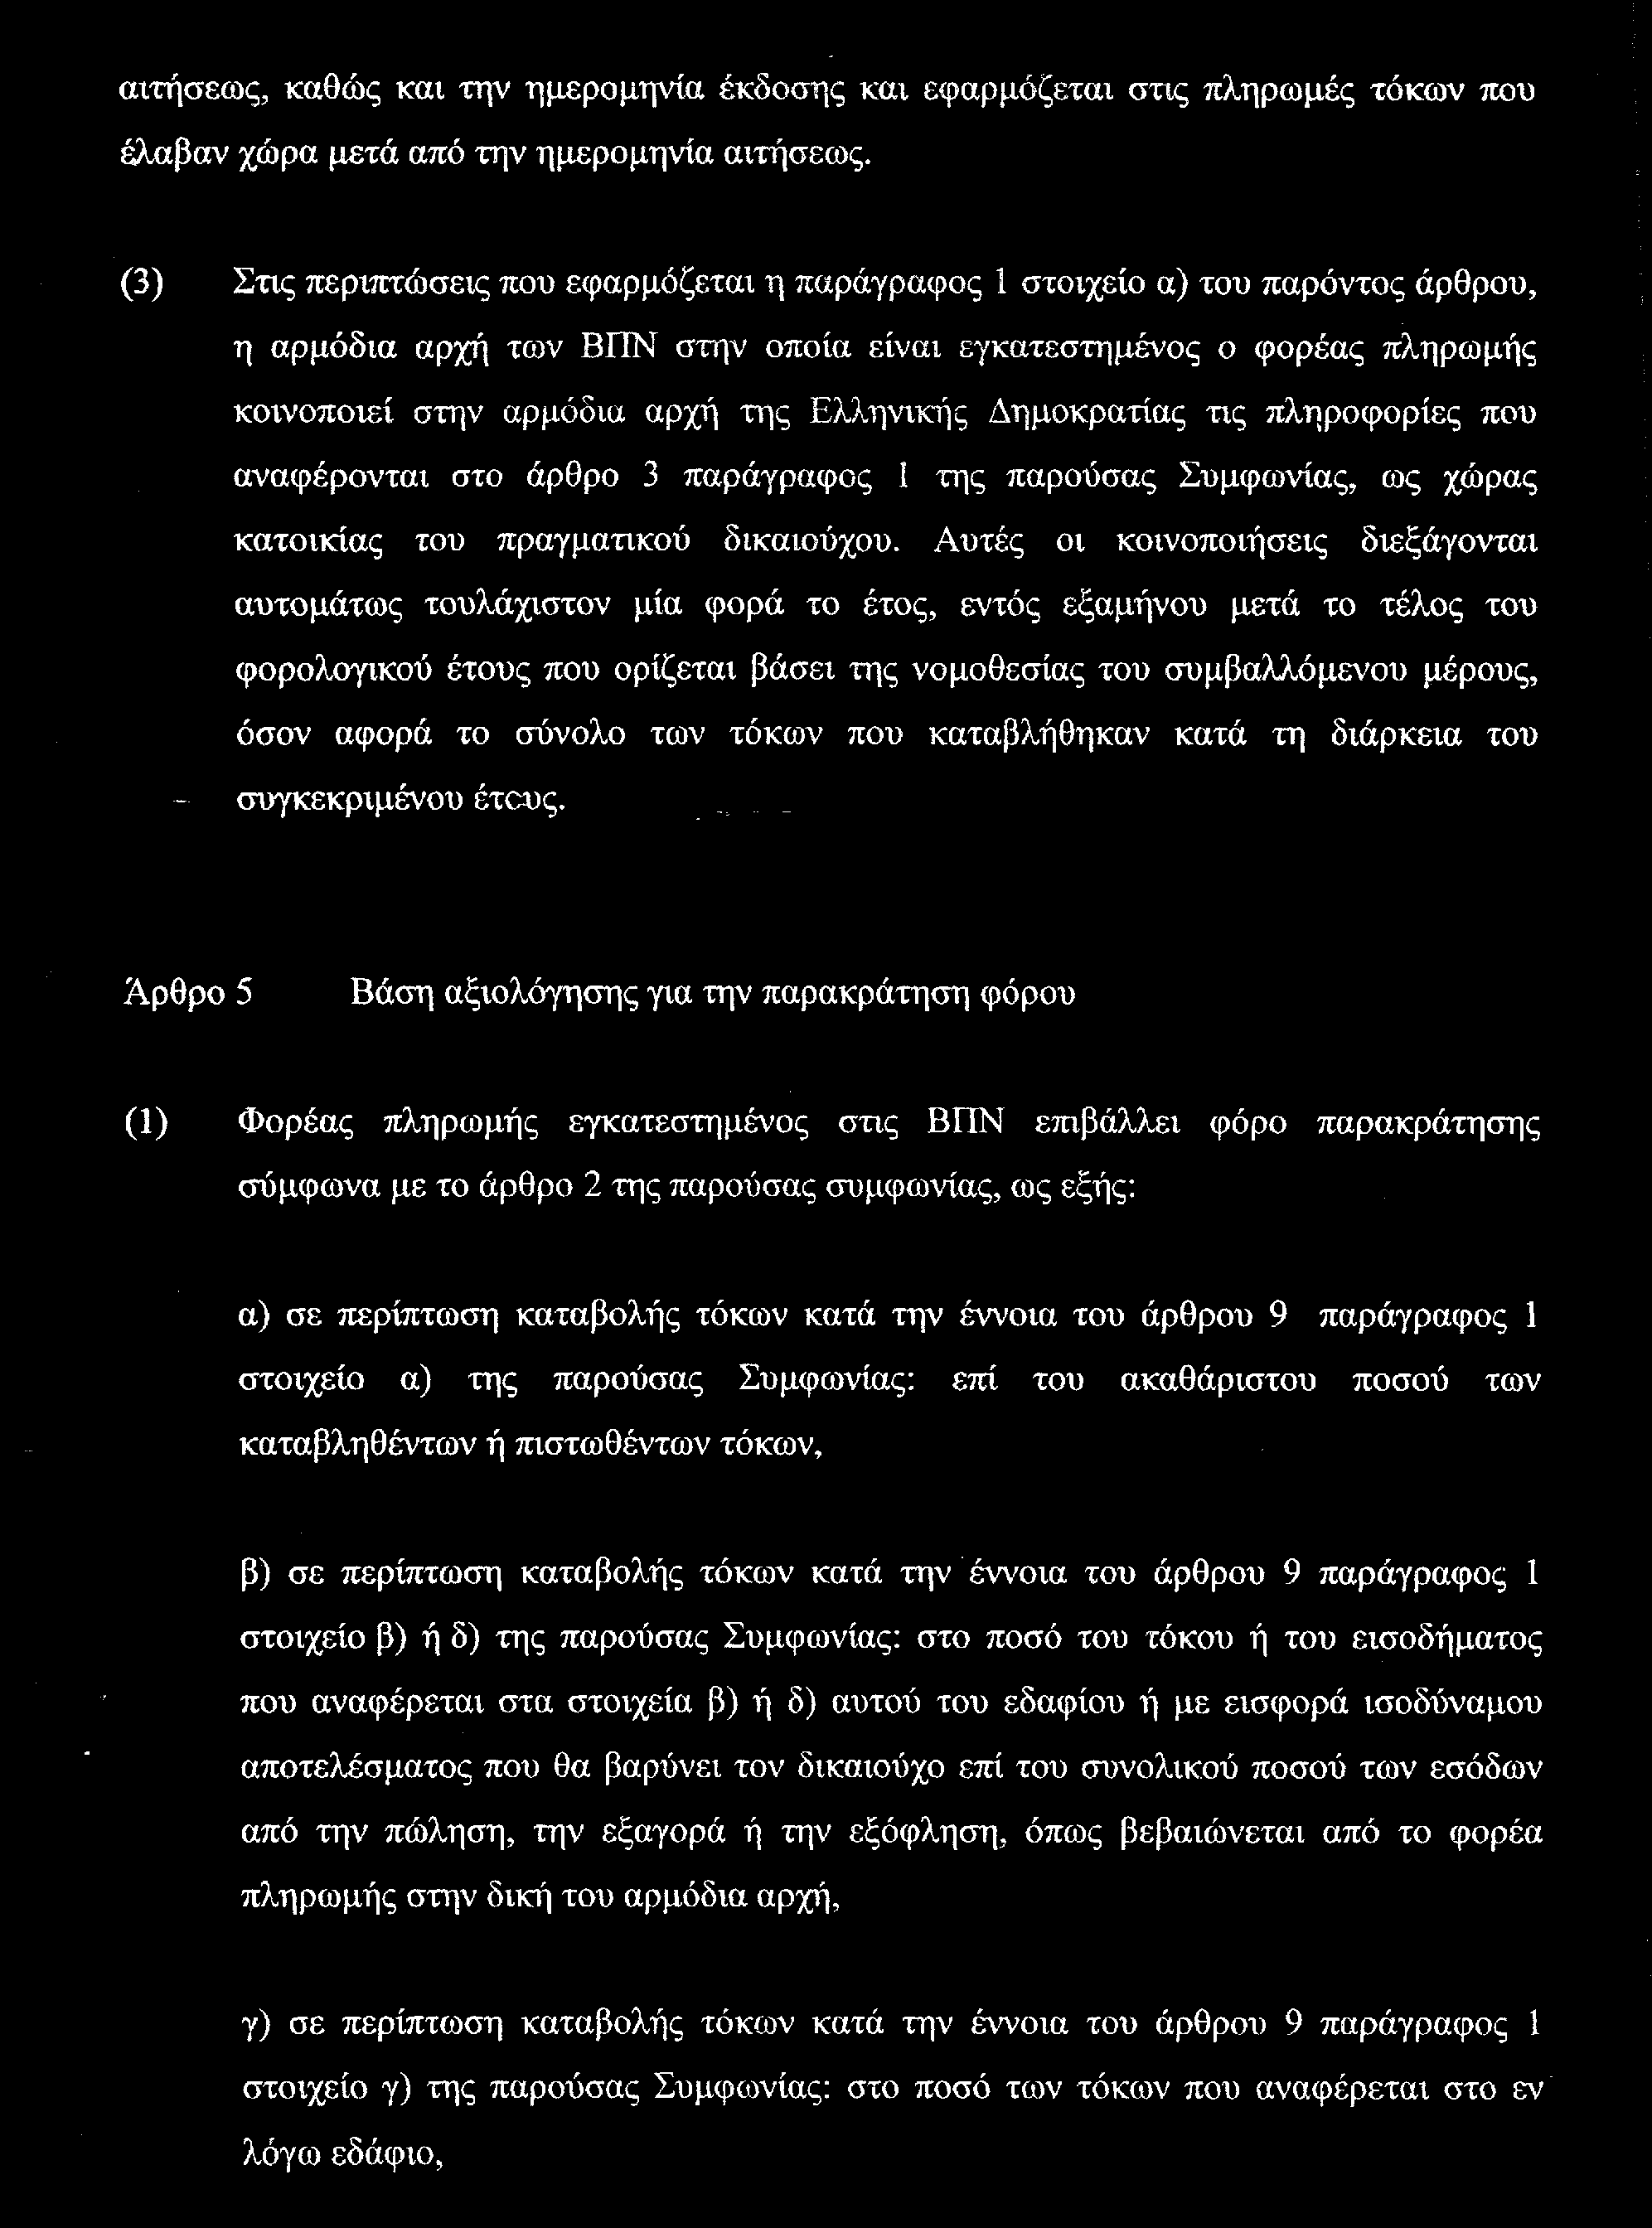 αιτήσεως, καθώς και την ημερομηνία έκδοσης και εφαρμόζεται στις πληρωμές τόκων που
έλαβαν χώρα μετά από την ημερομηνία αιτήσεως.
(3) Στις περιπτώσεις που εφαρμόζεται η παράγραφος 1 στοιχείο α) του παρόντος άρθρου,
η αρμόδια αρχή των ΒΠΝ στην οποία είναι εγκατεστημένος ο φορέας πληρωμής
κοινοποιεί στην αρμόδια αρχή της Ελληνικής Δημοκρατίας τις πληροφορίες που
αναφέρονται στο άρθρο 3 παράγραφος 1 της παρούσας Συμφωνίας, ως χώρας
κατοικίας του πραγματικού δικαιούχου. Αυτές οι κοινοποιήσεις διεξάγονται
αυτομάτως τουλάχιστον μία φορά το έτος, εντός εξαμήνου μετά το τέλος του
φορολογικού έτους που ορίζεται βάσει της νομοθεσίας του συμβαλλόμενου μέρους,
όσον αφορά το σύνολο των τόκων που καταβλήθηκαν κατά τη διάρκεια του
συγκεκριμένου έτους.
Άρθρο 5 Βάση αξιολόγησης για την παρακράτηση φόρου
(1) Φορέας πληρωμής εγκατεστημένος στις ΒΠΝ επιβάλλει φόρο παρακράτησης
σύμφωνα με το άρθρο 2 της παρούσας συμφωνίας, ως εξής:
α) σε περίπτωση καταβολής τόκων κατά την έννοια του άρθρου 9 παράγραφος 1
στοιχείο α) της παρούσας Συμφωνίας: επί του ακαθάριστου ποσού των
καταβληθέντων ή πιστωθέντων τόκων,
β) σε περίπτωση καταβολής τόκων κατά την έννοια του άρθρου 9 παράγραφος 1
στοιχείο β) ή δ) της παρούσας Συμφωνίας: στο ποσό του τόκου ή του εισοδήματος
που αναφέρεται στα στοιχεία β) ή δ) αυτού του εδαφίου ή με εισφορά ισοδύναμου
αποτελέσματος που θα βαρύνει τον δικαιούχο επί του συνολικού ποσού των εσόδων
από την πώληση, την εξαγορά ή την εξόφληση, όπως βεβαιώνεται από το φορέα
πληρωμής στην δική του αρμόδια αρχή,
γ) σε περίπτωση καταβολής τόκων κατά την έννοια του άρθρου 9 παράγραφος 1
στοιχείο γ) της παρούσας Συμφωνίας: στο ποσό των τόκων που αναφέρεται στο εν
λόγω εδάφιο,